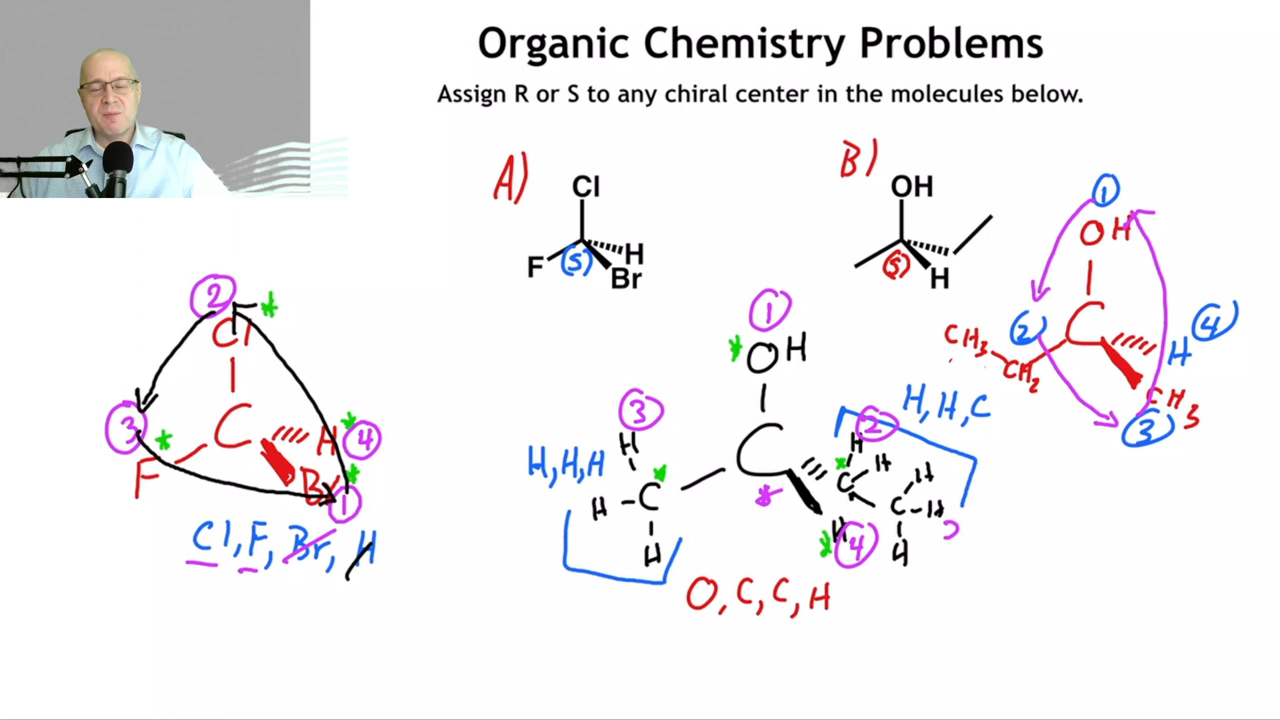 Organic Chemistry Problems
Assign R or S to any chiral center in the molecules below.
A)
Cl
F
H
Br
(S)
B)
OH
H
(S)
1
OH
C
2
CH3
CH2
H
4
CH3
3
2
Cl
3
C
F
H
4
Br
1
Cl, F, Br, H
1
OH
C
3
H
H, H, H
H
C
H
2
H, H, C
H
C
H
H
C
H
H
H
4
O, C, C, H